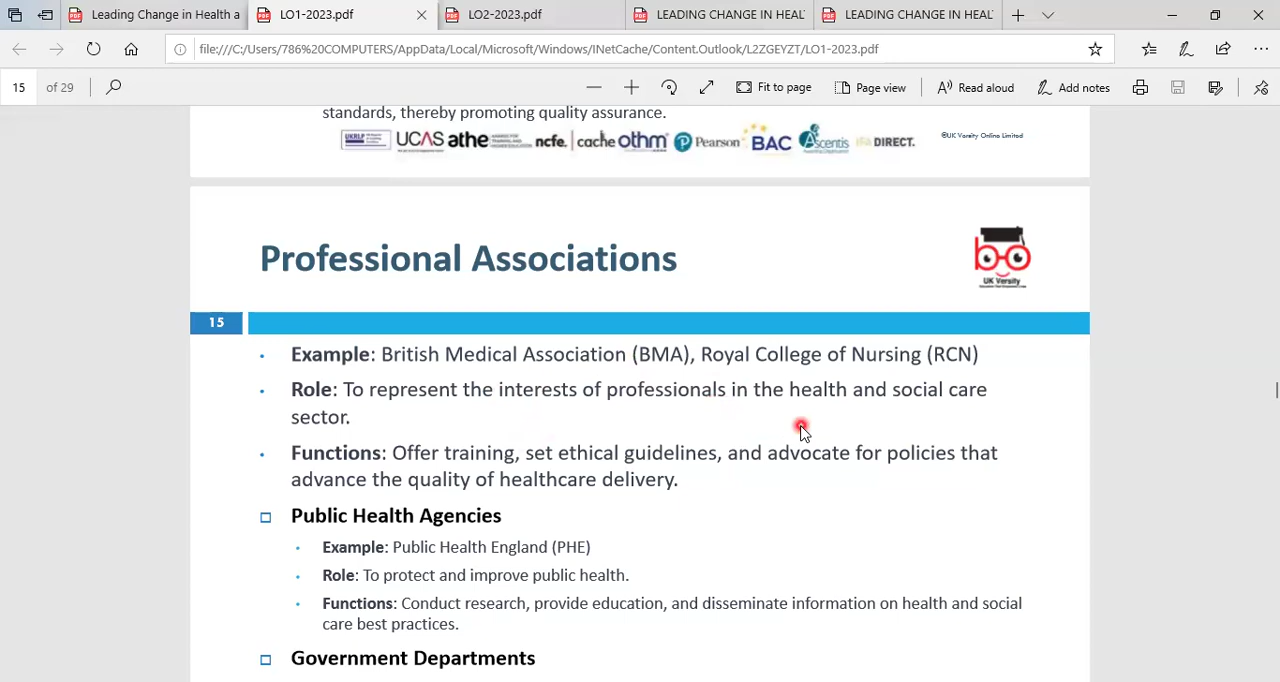 Leading Change in Health a
LO1-2023.pdf
LO2-2023.pdf
LEADING CHANGE IN HEAL
LEADING CHANGE IN HEAL
file:///C:/Users/786%20COMPUTERS/AppData/Local/Microsoft/Windows/INetCache/Content.Outlook/L2ZGEYZT/LO1-2023.pdf
15 of 29
Fit to page
Page view
Read aloud
Add notes
standards, thereby promoting quality assurance.
UKRLP UCAS athe ncfe. cache othm Pearson BAC Ascentis DIRECT.
©UK Versity Online Limited
Professional Associations
UK Versity
15
• Example: British Medical Association (BMA), Royal College of Nursing (RCN)
• Role: To represent the interests of professionals in the health and social care
sector.
• Functions: Offer training, set ethical guidelines, and advocate for policies that
advance the quality of healthcare delivery.
Public Health Agencies
• Example: Public Health England (PHE)
• Role: To protect and improve public health.
• Functions: Conduct research, provide education, and disseminate information on health and social
care best practices.
Government Departments